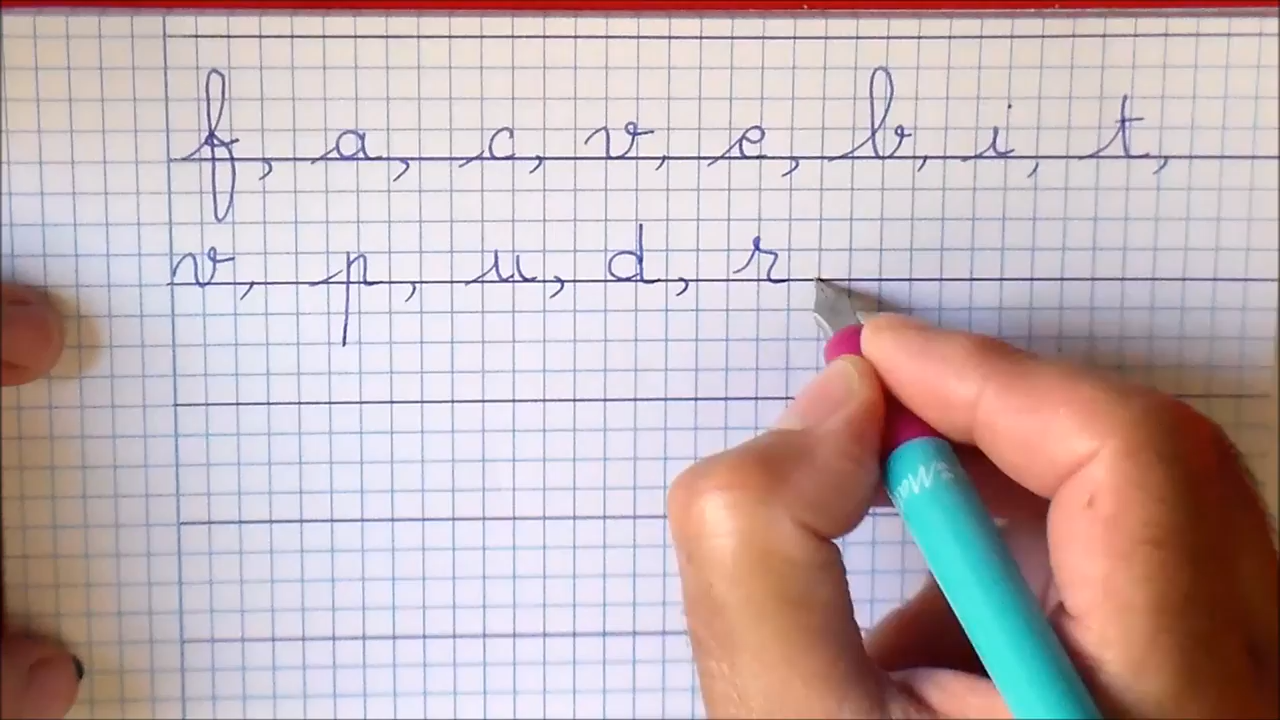 f, a, c, v, e, b, i, t,
v, p, u, d, r